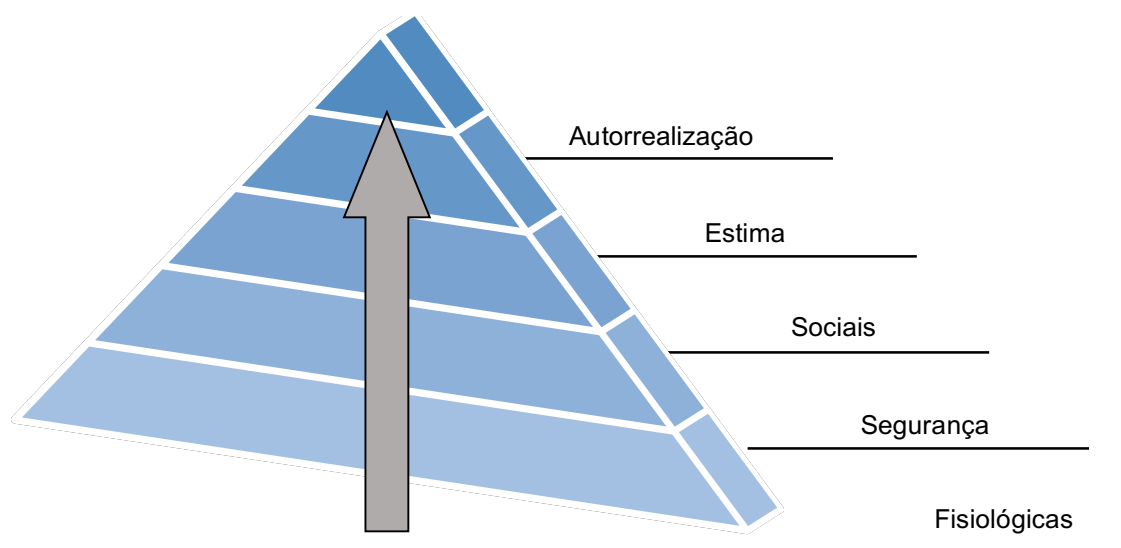 Autorrealização
Estima
Sociais
Segurança
Fisiológicas